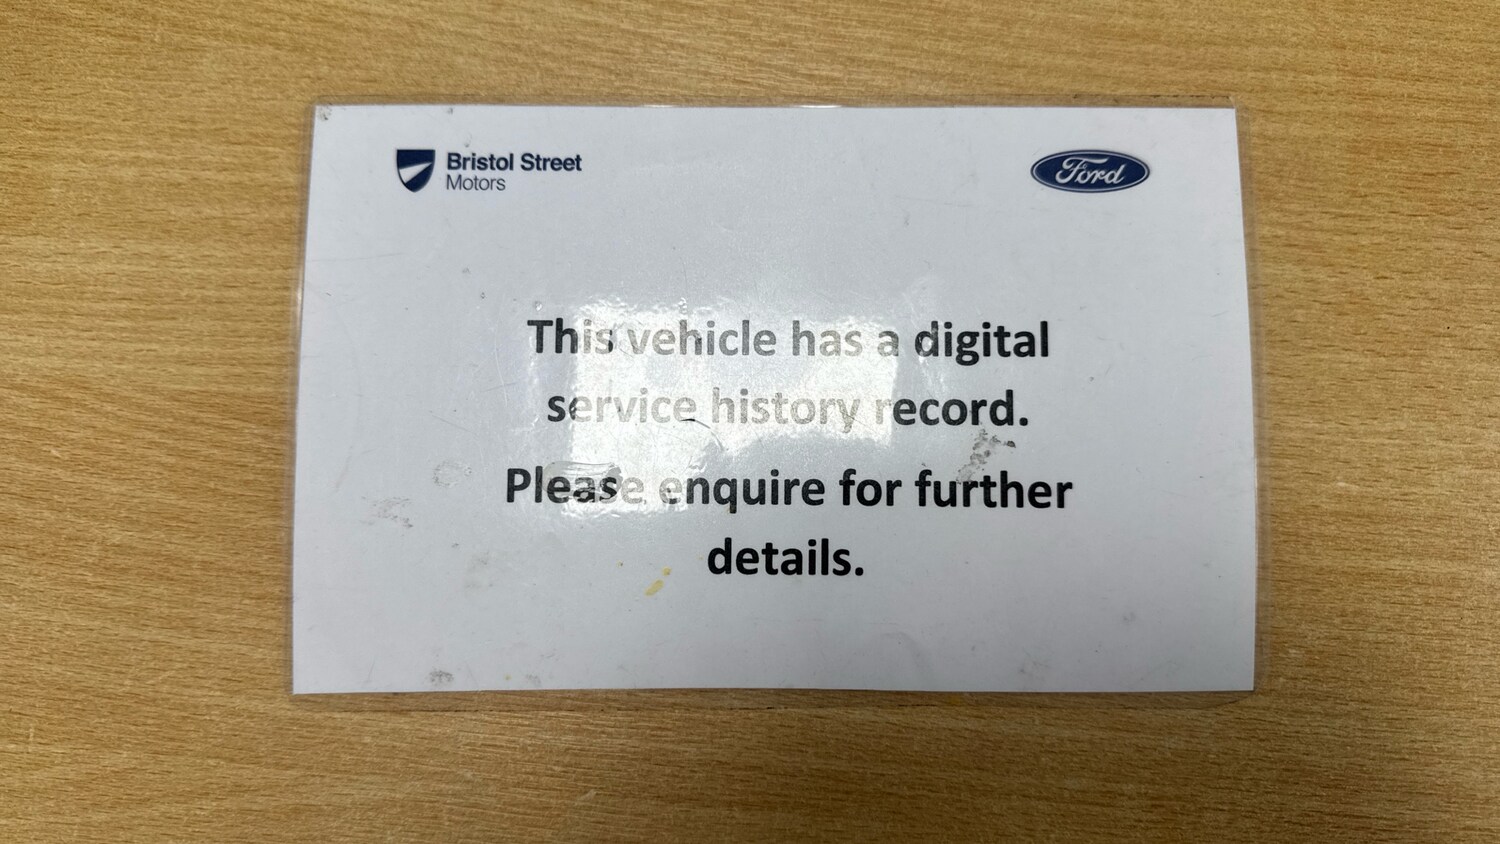 Bristol Street
Motors
Ford
This vehicle has a digital
service history record.
Please enquire for further
details.